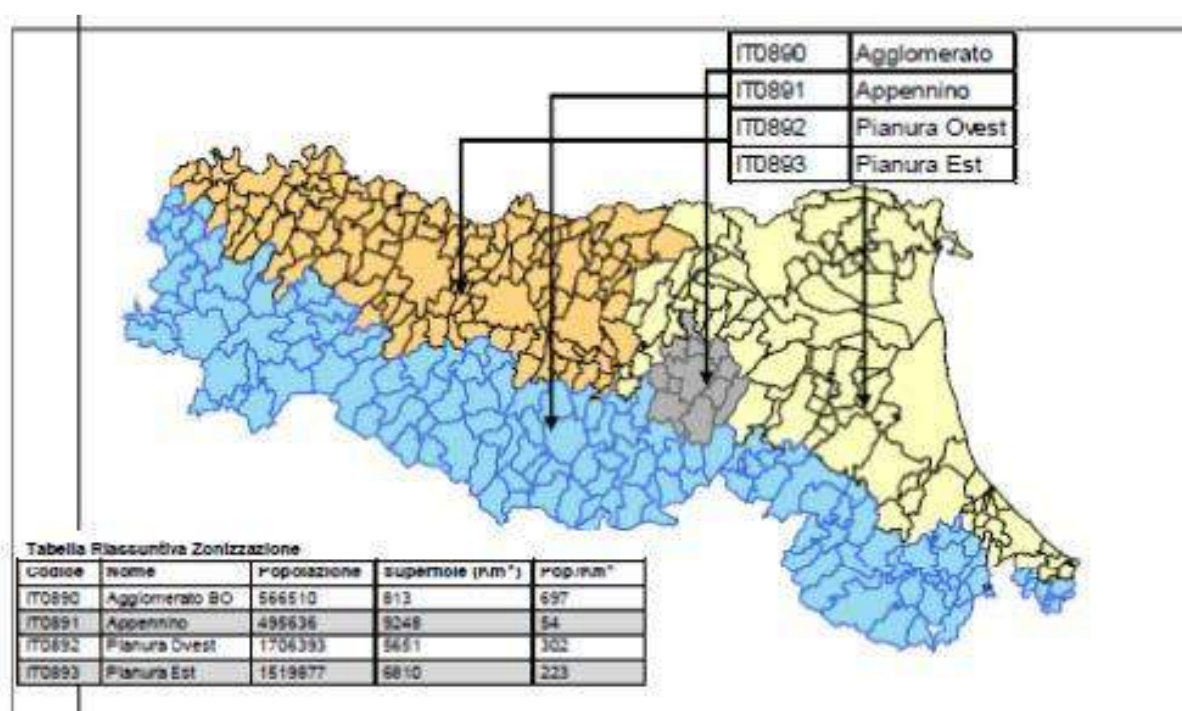 IT0890 Agglomerato
IT0891 Appennino
IT0892 Pianura Ovest
IT0893 Pianura Est
Tabella Riassuntiva Zonizzazione
Codice Nome Popolazione Superficie (Km²) Pop/Km²
IT0890 Agglomerato BO 566510 813 697
IT0891 Appennino 495636 9248 54
IT0892 Pianura Ovest 1706393 5651 302
IT0893 Pianura Est 1519877 6810 223